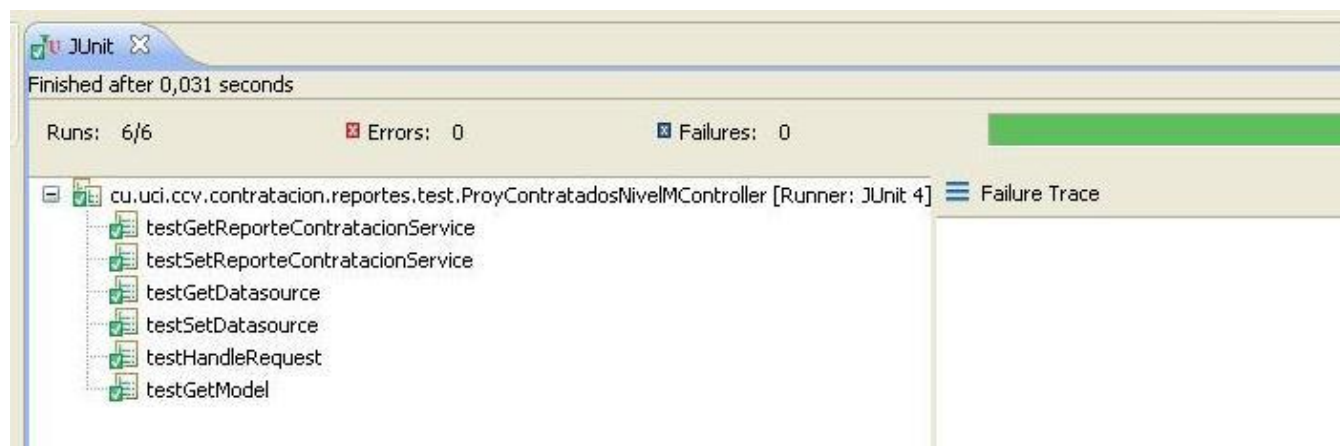 JUnit
Finished after 0,031 seconds
Runs: 6/6 Errors: 0 Failures: 0
cu.uci.ccv.contratacion.reportes.test.ProyContratadosNivelMController [Runner: JUnit 4] Failure Trace
testGetReporteContratacionService
testSetReporteContratacionService
testGetDatasource
testSetDatasource
testHandleRequest
testGetModel